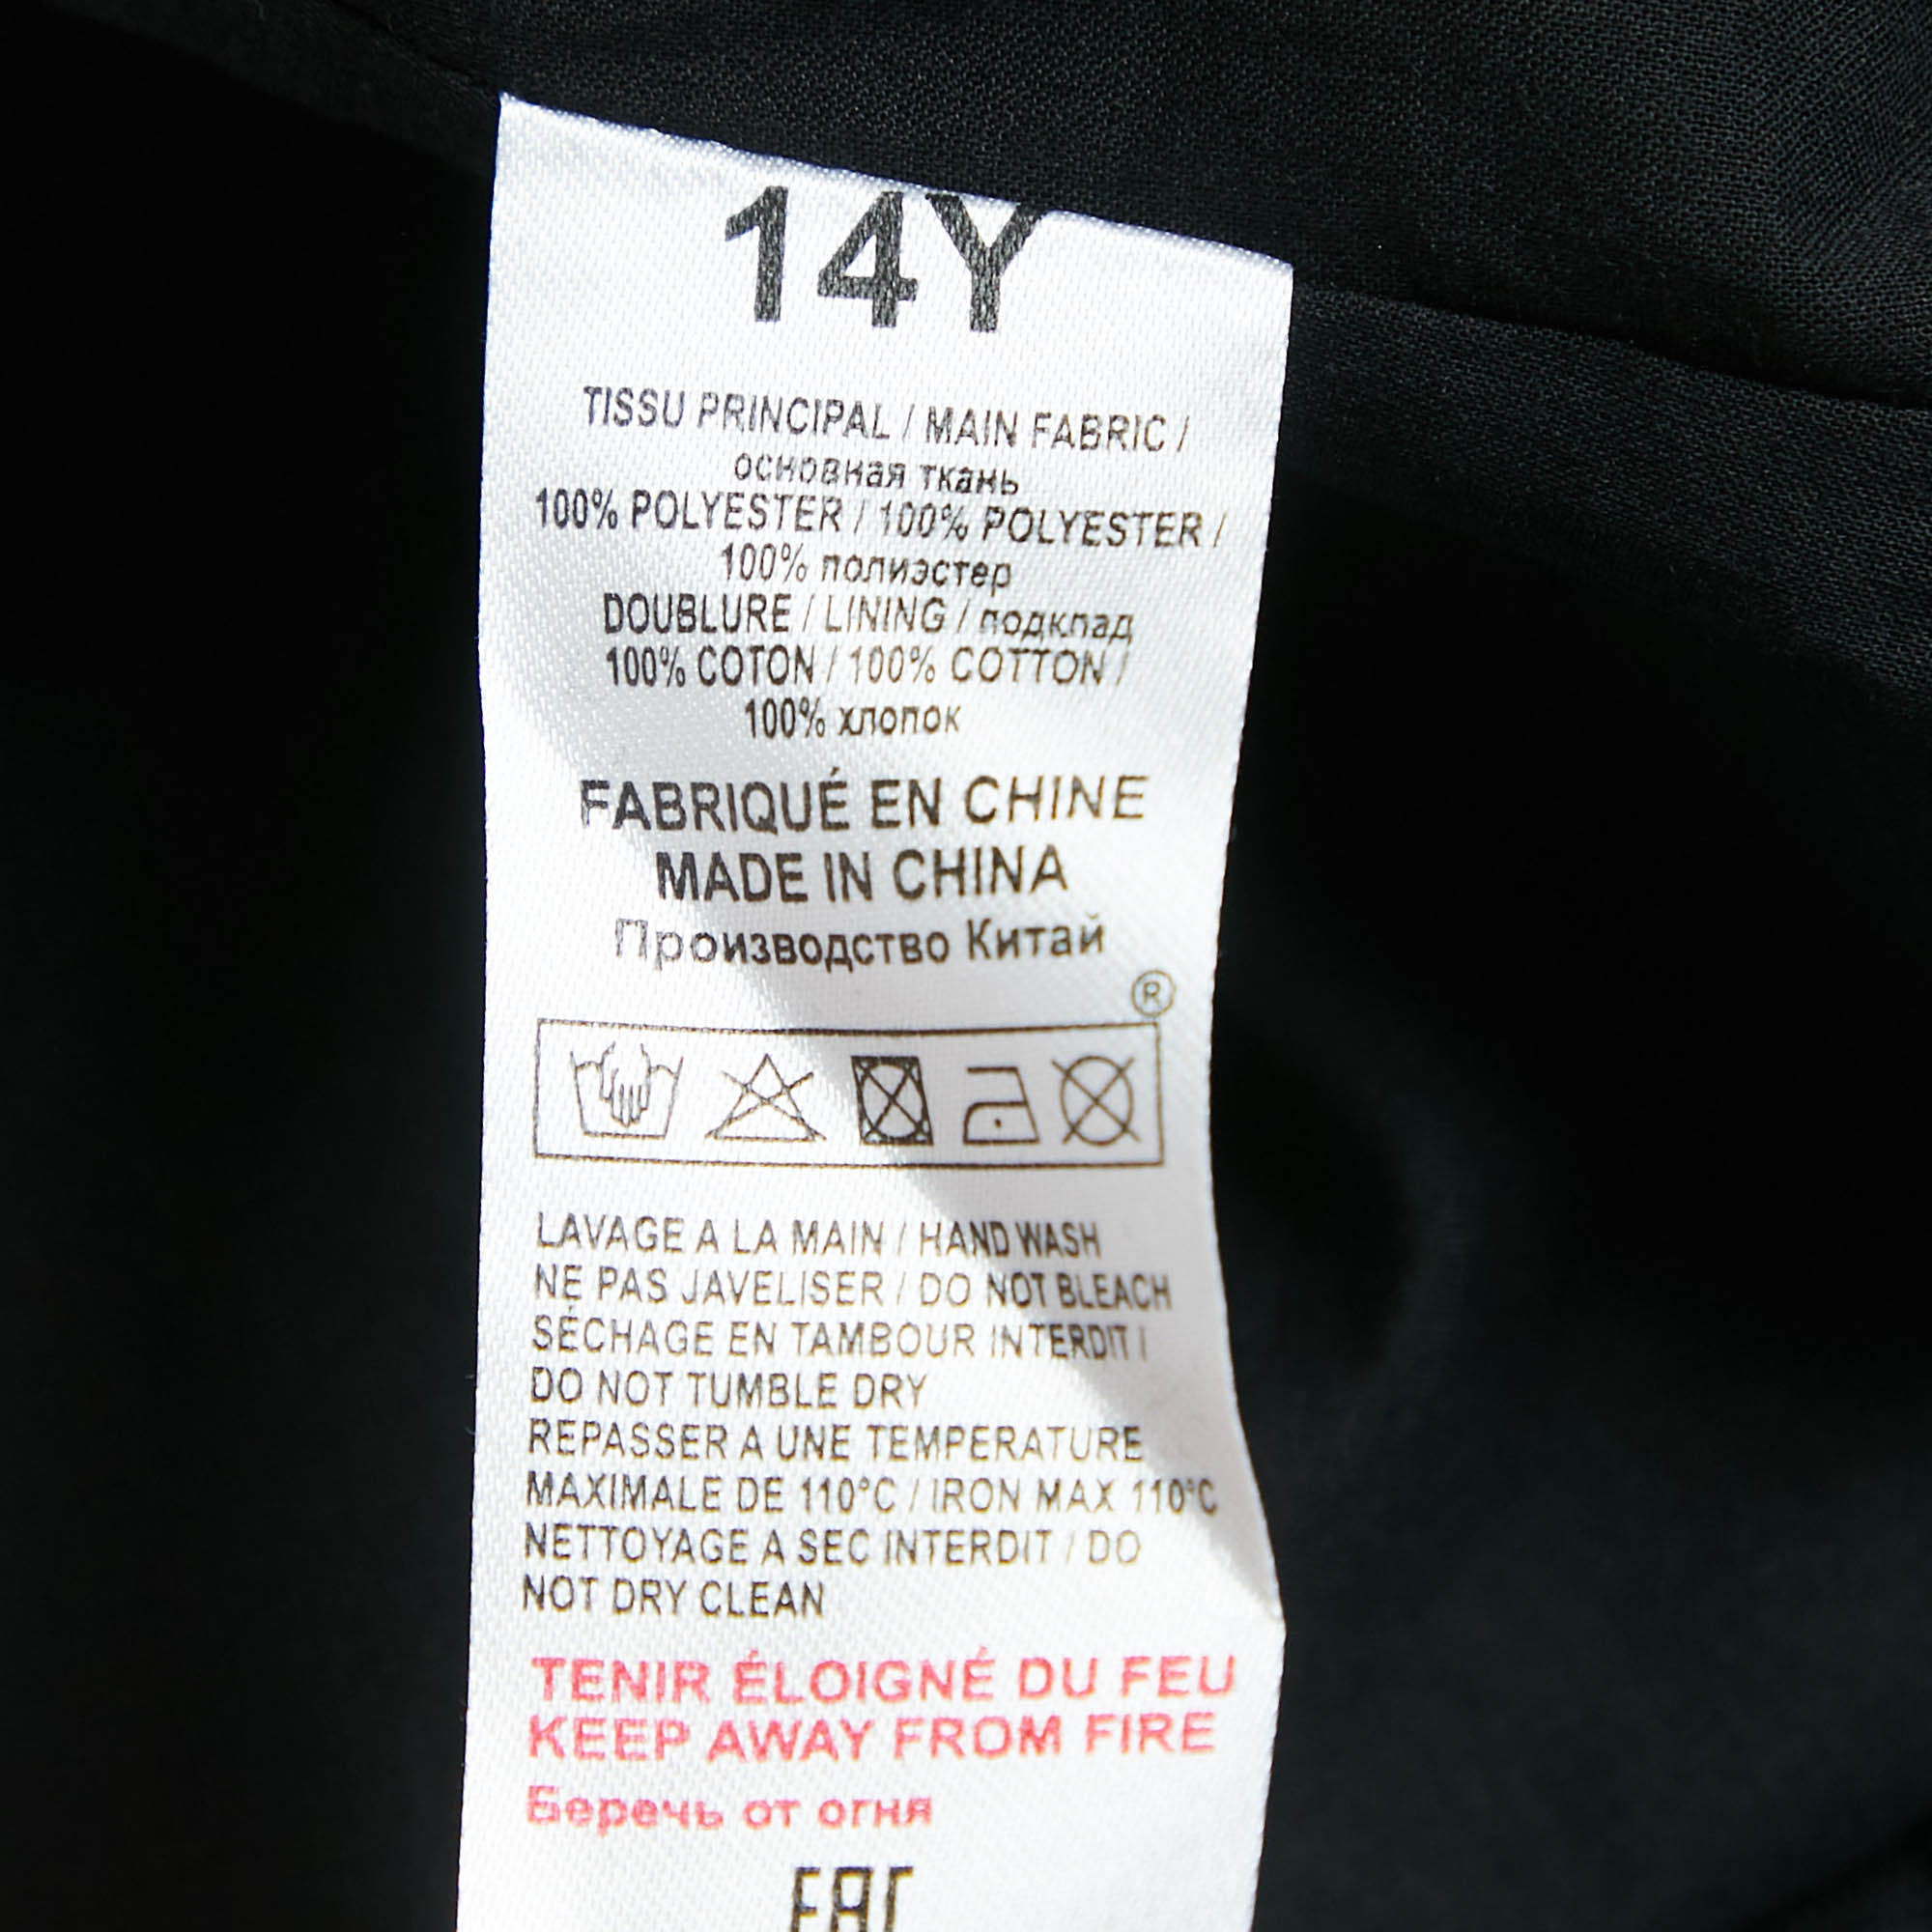 14Y
TISSU PRINCIPAL / MAIN FABRIC /
основная ткань
100% POLYESTER / 100% POLYESTER /
100% полиэстер
DOUBLURE / LINING / подклад
100% COTON / 100% COTTON /
100% хлопок
FABRIQUÉ EN CHINE
MADE IN CHINA
Производство Китай
®
LAVAGE A LA MAIN / HAND WASH
NE PAS JAVELISER / DO NOT BLEACH
SÉCHAGE EN TAMBOUR INTERDIT /
DO NOT TUMBLE DRY
REPASSER A UNE TEMPERATURE
MAXIMALE DE 110°C / IRON MAX 110°C
NETTOYAGE A SEC INTERDIT / DO
NOT DRY CLEAN
TENIR ÉLOIGNÉ DU FEU
KEEP AWAY FROM FIRE
Беречь от огня
EAC